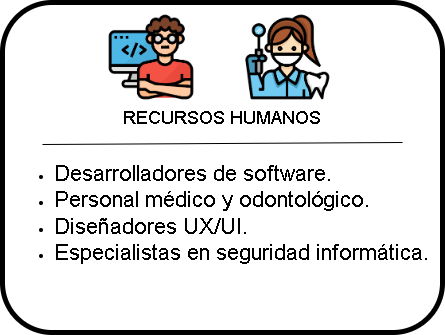 </>
RECURSOS HUMANOS
• Desarrolladores de software.
• Personal médico y odontológico.
• Diseñadores UX/UI.
• Especialistas en seguridad informática.